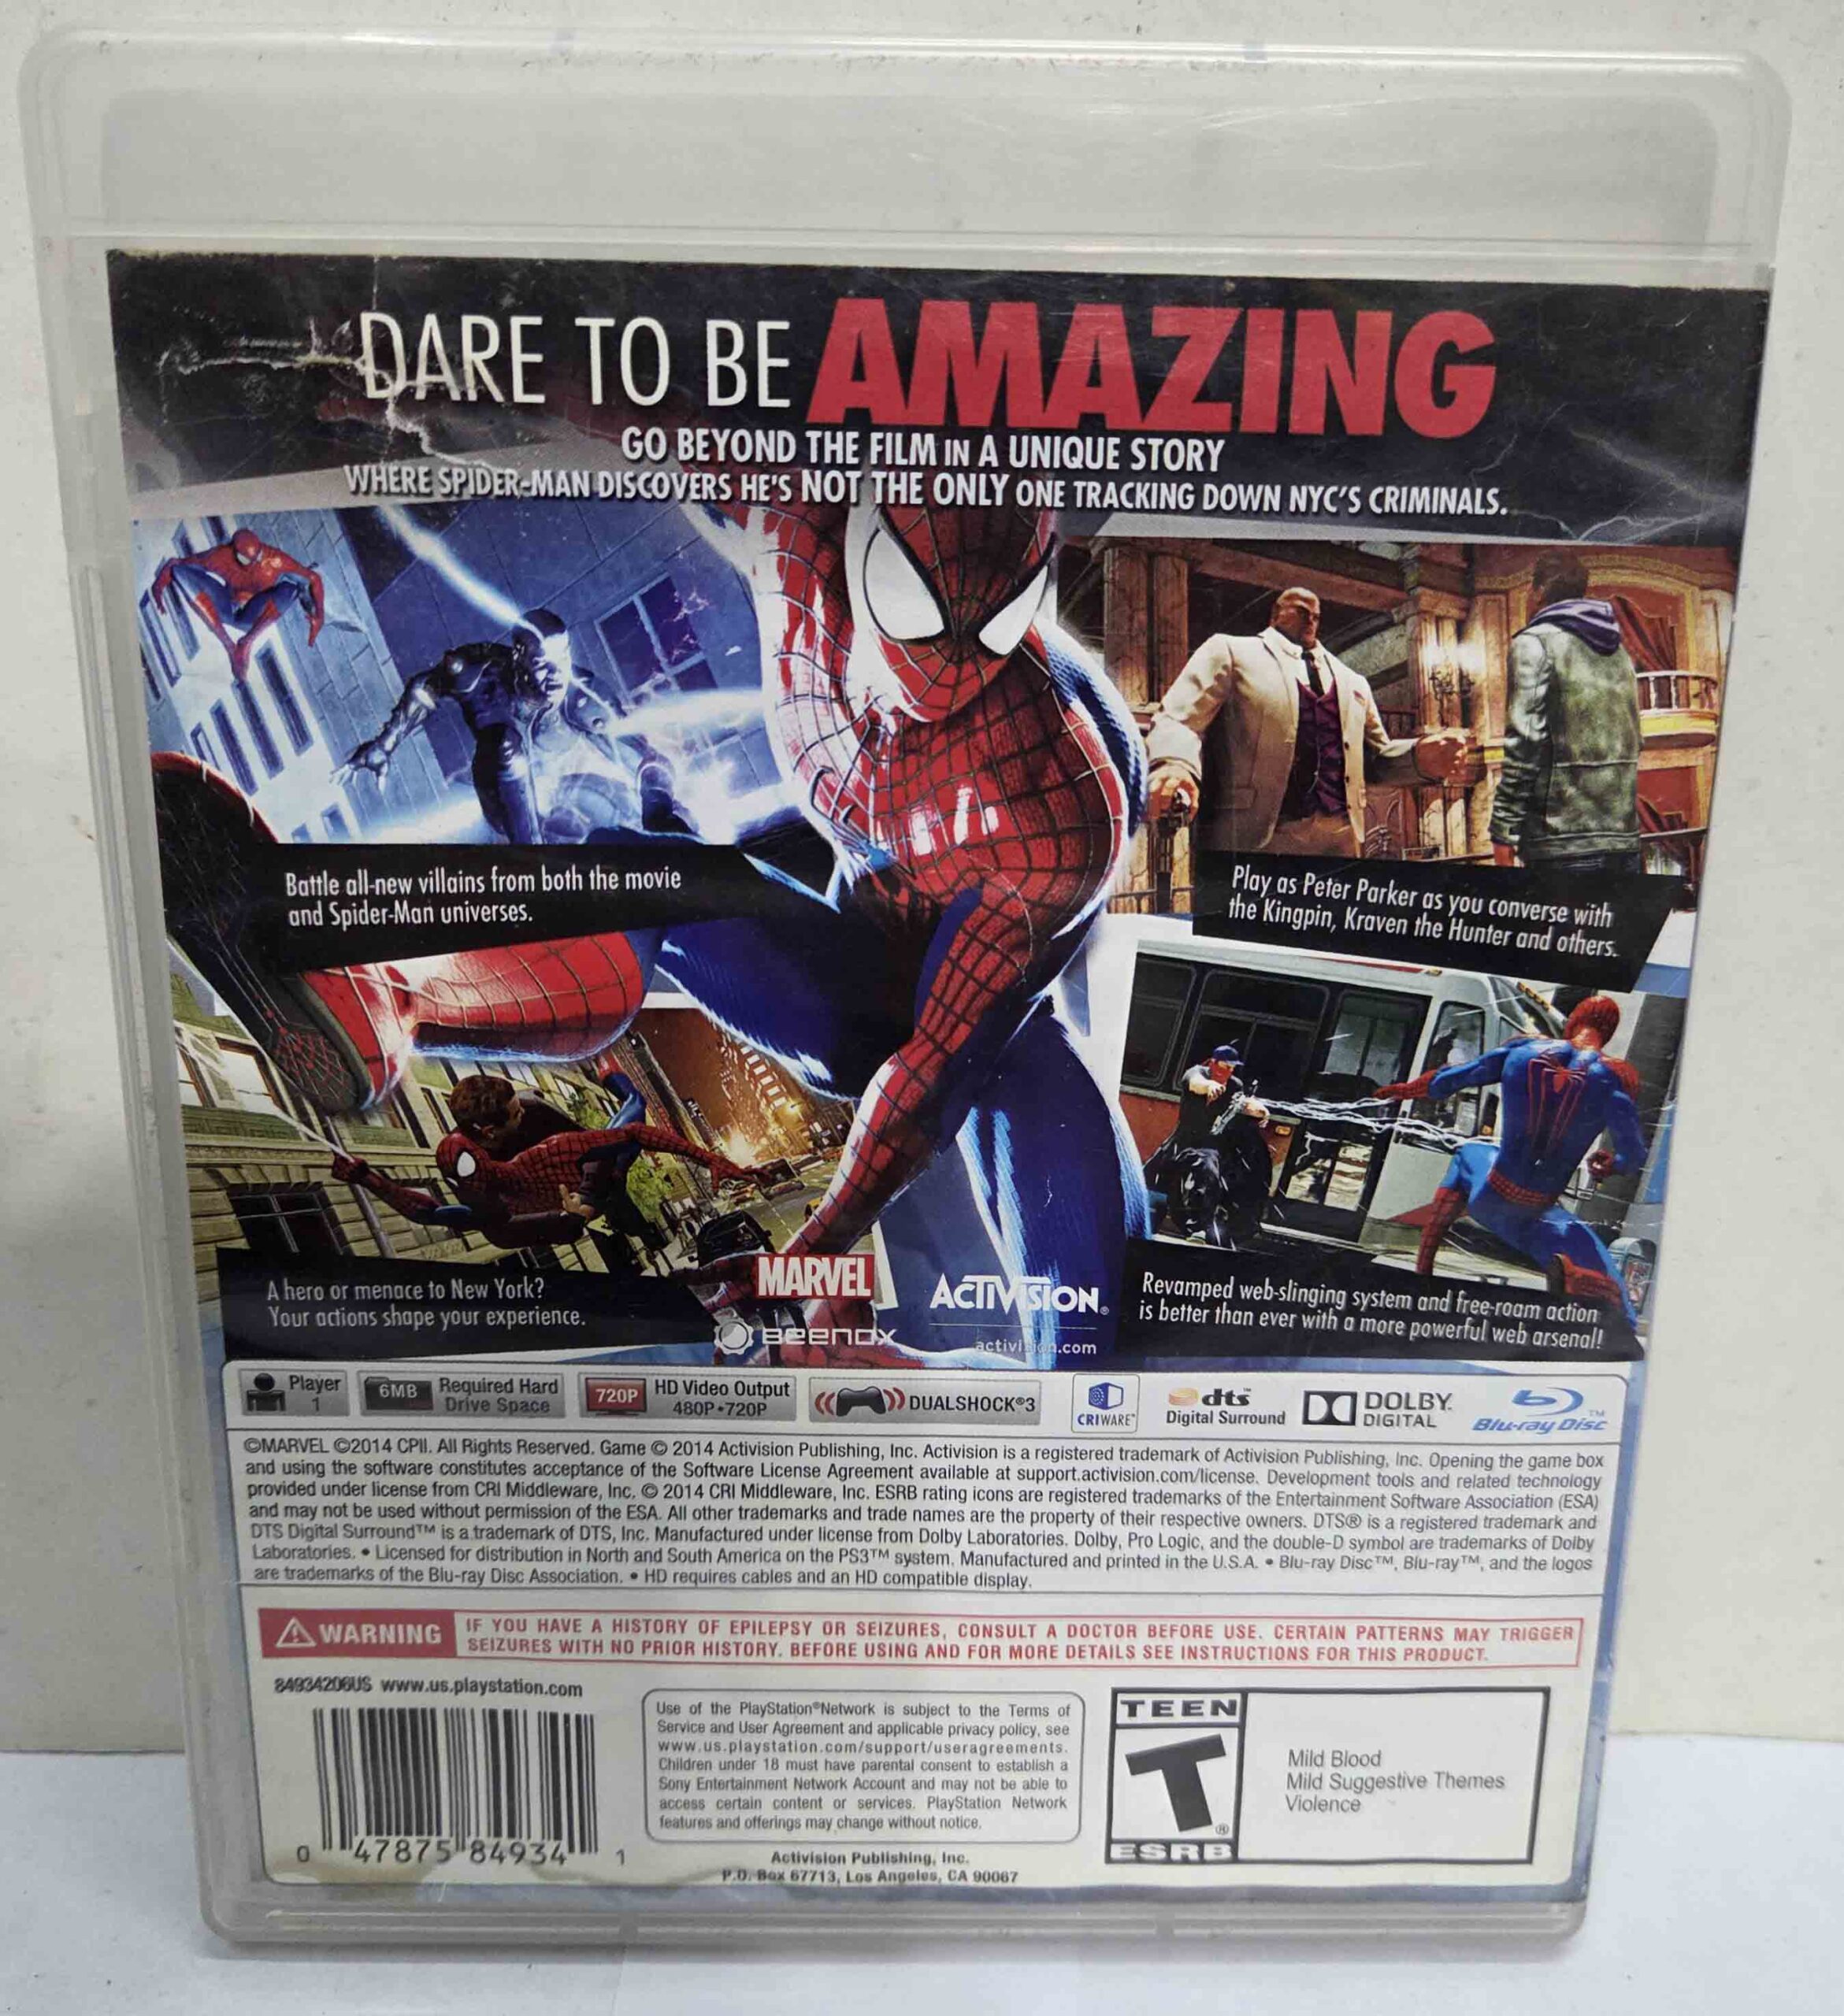 DARE TO BE AMAZING
GO BEYOND THE FILM IN A UNIQUE STORY
WHERE SPIDER-MAN DISCOVERS HE'S NOT THE ONLY ONE TRACKING DOWN NYC'S CRIMINALS.
Battle all-new villains from both the movie
and Spider-Man universes.
Play as Peter Parker as you converse with
the Kingpin, Kraven the Hunter and others.
A hero or menace to New York?
Your actions shape your experience.
MARVEL
BEENOX
ACTIVISION®
activision.com
Revamped web-slinging system and free-roam action
is better than ever with a more powerful web arsenal!
Player
1
6MB
Required Hard
Drive Space
720P
HD Video Output
480P•720P
DUALSHOCK®3
CRIWARE™
dts™
Digital Surround
DOLBY.
DIGITAL
Blu-ray Disc™
©MARVEL ©2014 CPII. All Rights Reserved. Game © 2014 Activision Publishing, Inc. Activision is a registered trademark of Activision Publishing, Inc. Opening the game box
and using the software constitutes acceptance of the Software License Agreement available at support.activision.com/license. Development tools and related technology
provided under license from CRI Middleware, Inc. © 2014 CRI Middleware, Inc. ESRB rating icons are registered trademarks of the Entertainment Software Association (ESA)
and may not be used without permission of the ESA. All other trademarks and trade names are the property of their respective owners. DTS® is a registered trademark and
DTS Digital Surround™ is a trademark of DTS, Inc. Manufactured under license from Dolby Laboratories. Dolby, Pro Logic, and the double-D symbol are trademarks of Dolby
Laboratories. • Licensed for distribution in North and South America on the PS3™ system. Manufactured and printed in the U.S.A. • Blu-ray Disc™, Blu-ray™, and the logos
are trademarks of the Blu-ray Disc Association. • HD requires cables and an HD compatible display.
WARNING
IF YOU HAVE A HISTORY OF EPILEPSY OR SEIZURES, CONSULT A DOCTOR BEFORE USE. CERTAIN PATTERNS MAY TRIGGER
SEIZURES WITH NO PRIOR HISTORY. BEFORE USING AND FOR MORE DETAILS SEE INSTRUCTIONS FOR THIS PRODUCT.
84934206US www.us.playstation.com
0 47875 84934 1
Use of the PlayStation®Network is subject to the Terms of
Service and User Agreement and applicable privacy policy, see
www.us.playstation.com/support/useragreements.
Children under 18 must have parental consent to establish a
Sony Entertainment Network Account and may not be able to
access certain content or services. PlayStation Network
features and offerings may change without notice.
Activision Publishing, Inc.
P.O. Box 67713, Los Angeles, CA 90067
TEEN
T®
ESRB
Mild Blood
Mild Suggestive Themes
Violence